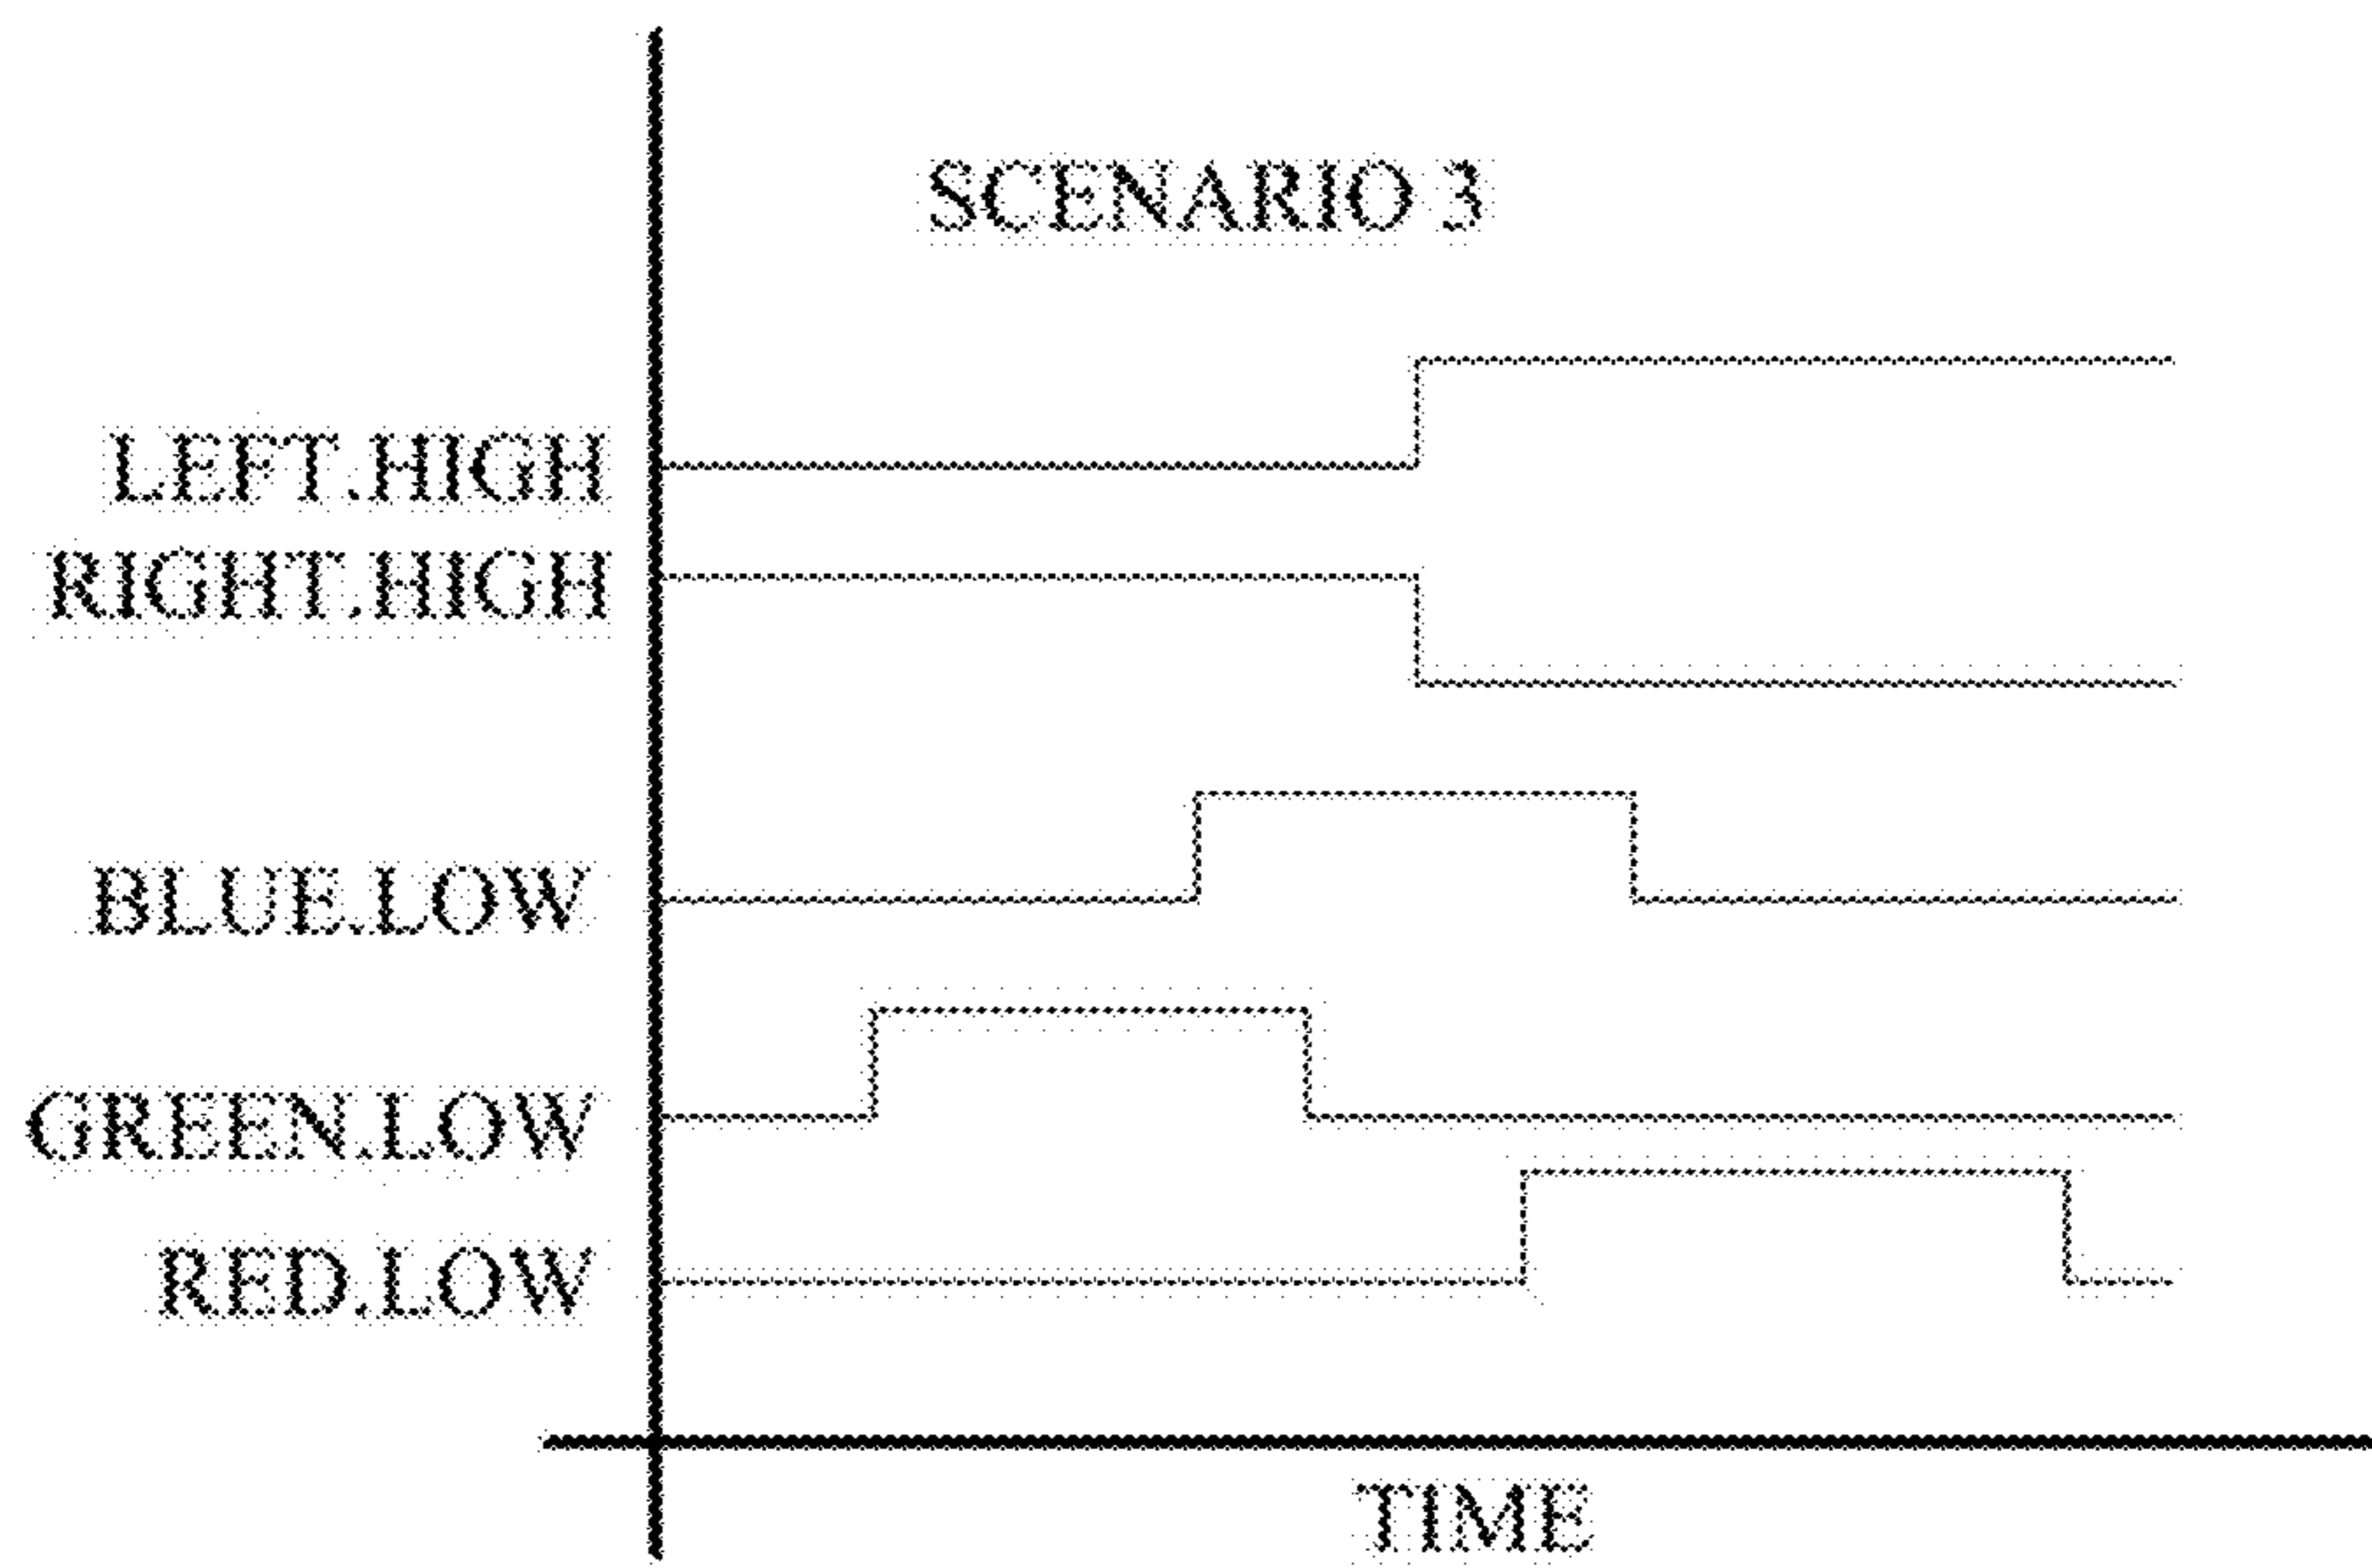 SCENARIO 3
LEFT.HIGH
RIGHT.HIGH
BLUE.LOW
GREEN.LOW
RED.LOW
TIME